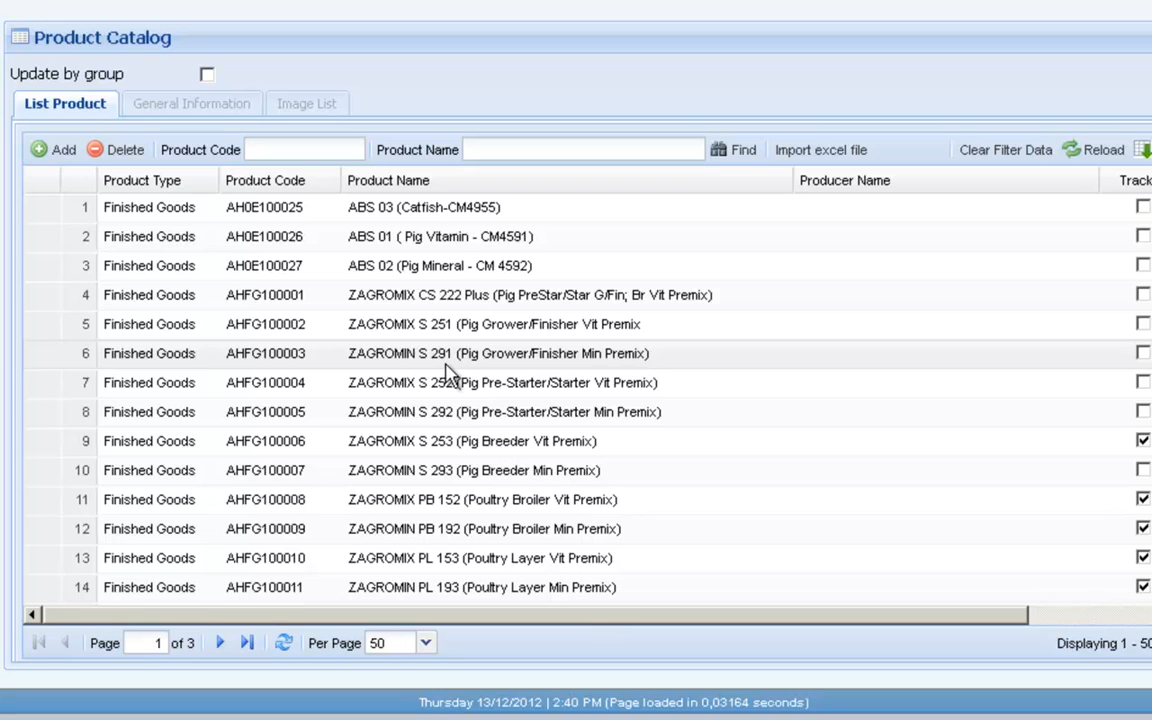 Product Catalog
Update by group
List Product General Information Image List
Add Delete Product Code Product Name Find Import excel file Clear Filter Data Reload
Product Type Product Code Product Name Producer Name Track
1 Finished Goods AH0E100025 ABS 03 (Catfish-CM4955)
2 Finished Goods AH0E100026 ABS 01 ( Pig Vitamin - CM4591)
3 Finished Goods AH0E100027 ABS 02 (Pig Mineral - CM 4592)
4 Finished Goods AHFG100001 ZAGROMIX CS 222 Plus (Pig PreStar/Star G/Fin; Br Vit Premix)
5 Finished Goods AHFG100002 ZAGROMIX S 251 (Pig Grower/Finisher Vit Premix
6 Finished Goods AHFG100003 ZAGROMIN S 291 (Pig Grower/Finisher Min Premix)
7 Finished Goods AHFG100004 ZAGROMIX S 252 (Pig Pre-Starter/Starter Vit Premix)
8 Finished Goods AHFG100005 ZAGROMIN S 292 (Pig Pre-Starter/Starter Min Premix)
9 Finished Goods AHFG100006 ZAGROMIX S 253 (Pig Breeder Vit Premix)
10 Finished Goods AHFG100007 ZAGROMIN S 293 (Pig Breeder Min Premix)
11 Finished Goods AHFG100008 ZAGROMIX PB 152 (Poultry Broiler Vit Premix)
12 Finished Goods AHFG100009 ZAGROMIN PB 192 (Poultry Broiler Min Premix)
13 Finished Goods AHFG100010 ZAGROMIX PL 153 (Poultry Layer Vit Premix)
14 Finished Goods AHFG100011 ZAGROMIN PL 193 (Poultry Layer Min Premix)
Page 1 of 3 Per Page 50 Displaying 1 - 50
Thursday 13/12/2012 | 2:40 PM (Page loaded in 0,03164 seconds)